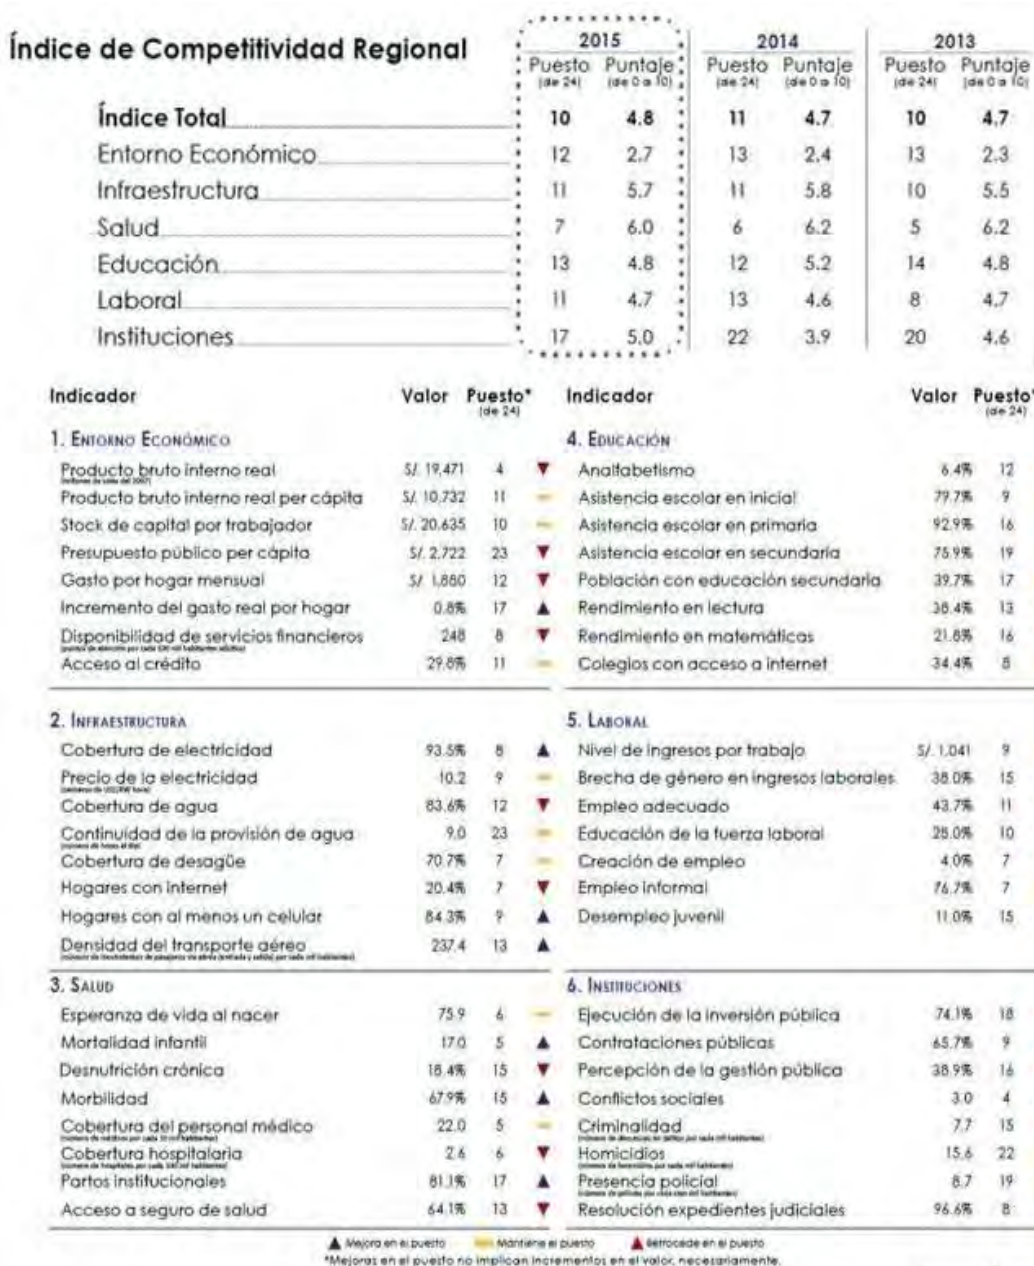 Índice de Competitividad Regional
2015 2014 2013
Puesto Puntaje Puesto Puntaje Puesto Puntaje
(de 24) (de 0 a 10) (de 24) (de 0 a 10) (de 24) (de 0 a 10)
Índice Total 10 4.8 11 4.7 10 4.7
Entorno Económico 12 2.7 13 2.4 13 2.3
Infraestructura 11 5.7 11 5.8 10 5.5
Salud 7 6.0 6 6.2 5 6.2
Educación 13 4.8 12 5.2 14 4.8
Laboral 11 4.7 13 4.6 8 4.7
Instituciones 17 5.0 22 3.9 20 4.6
Indicador Valor Puesto*
(de 24)
1. Entorno Económico
Producto bruto interno real S/. 19,471 4
Producto bruto interno real per cápita S/. 10,732 11
Stock de capital por trabajador S/. 20,635 10
Presupuesto público per cápita S/. 2,722 23
Gasto por hogar mensual S/. 1,880 12
Incremento del gasto real por hogar 0.8% 17
Disponibilidad de servicios financieros 248 8
Acceso al crédito 29.8% 11
2. Infraestructura
Cobertura de electricidad 93.5% 8
Precio de la electricidad 10.2 9
Cobertura de agua 83.6% 12
Continuidad de la provisión de agua 9.0 23
Cobertura de desagüe 70.7% 7
Hogares con internet 20.4% 7
Hogares con al menos un celular 84.3% 9
Densidad del transporte aéreo 237.4 13
3. Salud
Esperanza de vida al nacer 75.9 6
Mortalidad infantil 17.0 5
Desnutrición crónica 18.4% 15
Morbilidad 67.9% 15
Cobertura del personal médico 22.0 5
Cobertura hospitalaria 2.6 6
Partos institucionales 81.1% 17
Acceso a seguro de salud 64.1% 13
Indicador Valor Puesto*
(de 24)
4. Educación
Analfabetismo 6.4% 12
Asistencia escolar en inicial 79.7% 9
Asistencia escolar en primaria 92.9% 16
Asistencia escolar en secundaria 75.9% 19
Población con educación secundaria 39.7% 17
Rendimiento en lectura 38.4% 13
Rendimiento en matemáticas 21.8% 16
Colegios con acceso a internet 34.4% 8
5. Laboral
Nivel de ingresos por trabajo S/. 1,041 9
Brecha de género en ingresos laborales 38.0% 15
Empleo adecuado 43.7% 11
Educación de la fuerza laboral 28.0% 10
Creación de empleo 4.0% 7
Empleo informal 76.7% 7
Desempleo juvenil 11.0% 15
6. Instituciones
Ejecución de la inversión pública 74.1% 18
Contrataciones públicas 65.7% 9
Percepción de la gestión pública 38.9% 16
Conflictos sociales 3.0 4
Criminalidad 7.7 15
Homicidios 15.6 22
Presencia policial 8.7 19
Resolución expedientes judiciales 96.6% 8
Mejora en el puesto Mantiene el puesto Retrocede en el puesto
*Mejoras en el puesto no implican incrementos en el valor, necesariamente.